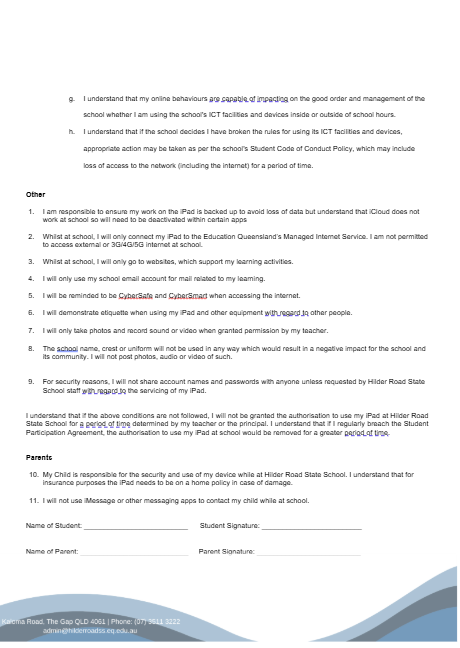 g. I understand that my online behaviours are capable of impacting on the good order and management of the
school whether I am using the school's ICT facilities and devices inside or outside of school hours.
h. I understand that if the school decides I have broken the rules for using its ICT facilities and devices,
appropriate action may be taken as per the school's Student Code of Conduct Policy, which may include
loss of access to the network (including the internet) for a period of time.
Other
1. I am responsible to ensure my work on the iPad is backed up to avoid loss of data but understand that iCloud does not
work at school so will need to be deactivated within certain apps
2. Whilst at school, I will only connect my iPad to the Education Queensland's Managed Internet Service. I am not permitted
to access external or 3G/4G/5G internet at school.
3. Whilst at school, I will only go to websites, which support my learning activities.
4. I will only use my school email account for mail related to my learning.
5. I will be reminded to be CyberSafe and CyberSmart when accessing the internet.
6. I will demonstrate etiquette when using my iPad and other equipment with regard to other people.
7. I will only take photos and record sound or video when granted permission by my teacher.
8. The school name, crest or uniform will not be used in any way which would result in a negative impact for the school and
its community. I will not post photos, audio or video of such.
9. For security reasons, I will not share account names and passwords with anyone unless requested by Hilder Road State
School staff with regard to the servicing of my iPad.
I understand that if the above conditions are not followed, I will not be granted the authorisation to use my iPad at Hilder Road
State School for a period of time determined by my teacher or the principal. I understand that if I regularly breach the Student
Participation Agreement, the authorisation to use my iPad at school would be removed for a greater period of time.
Parents
10. My Child is responsible for the security and use of my device while at Hilder Road State School. I understand that for
insurance purposes the iPad needs to be on a home policy in case of damage.
11. I will not use iMessage or other messaging apps to contact my child while at school.
Name of Student: Student Signature:
Name of Parent: Parent Signature:
Kaloma Road, The Gap QLD 4061 | Phone: (07) 3511 3222
admin@hilderroadss.eq.edu.au